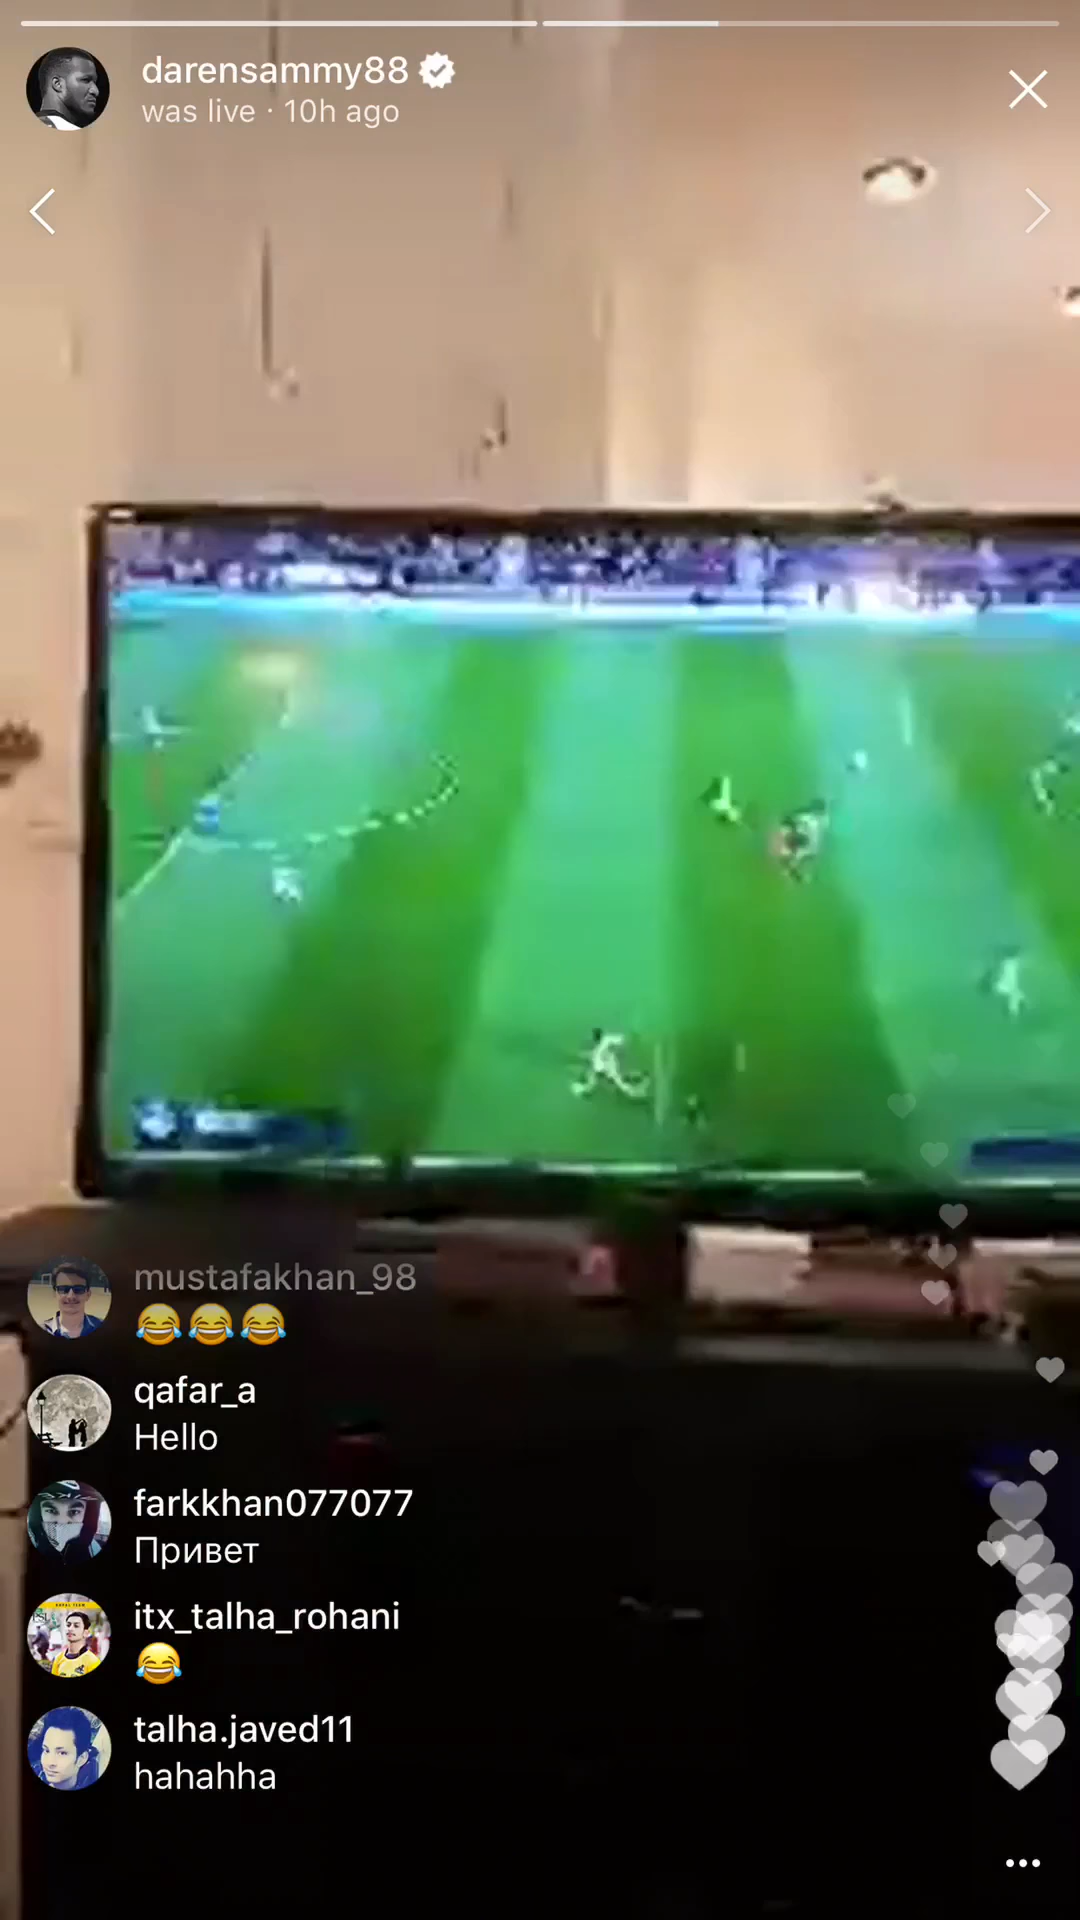 darensammy88
was live · 10h ago
mustafakhan_98
😂😂😂
qafar_a
Hello
farkkhan077077
Привет
itx_talha_rohani
😂
talha.javed11
hahahha